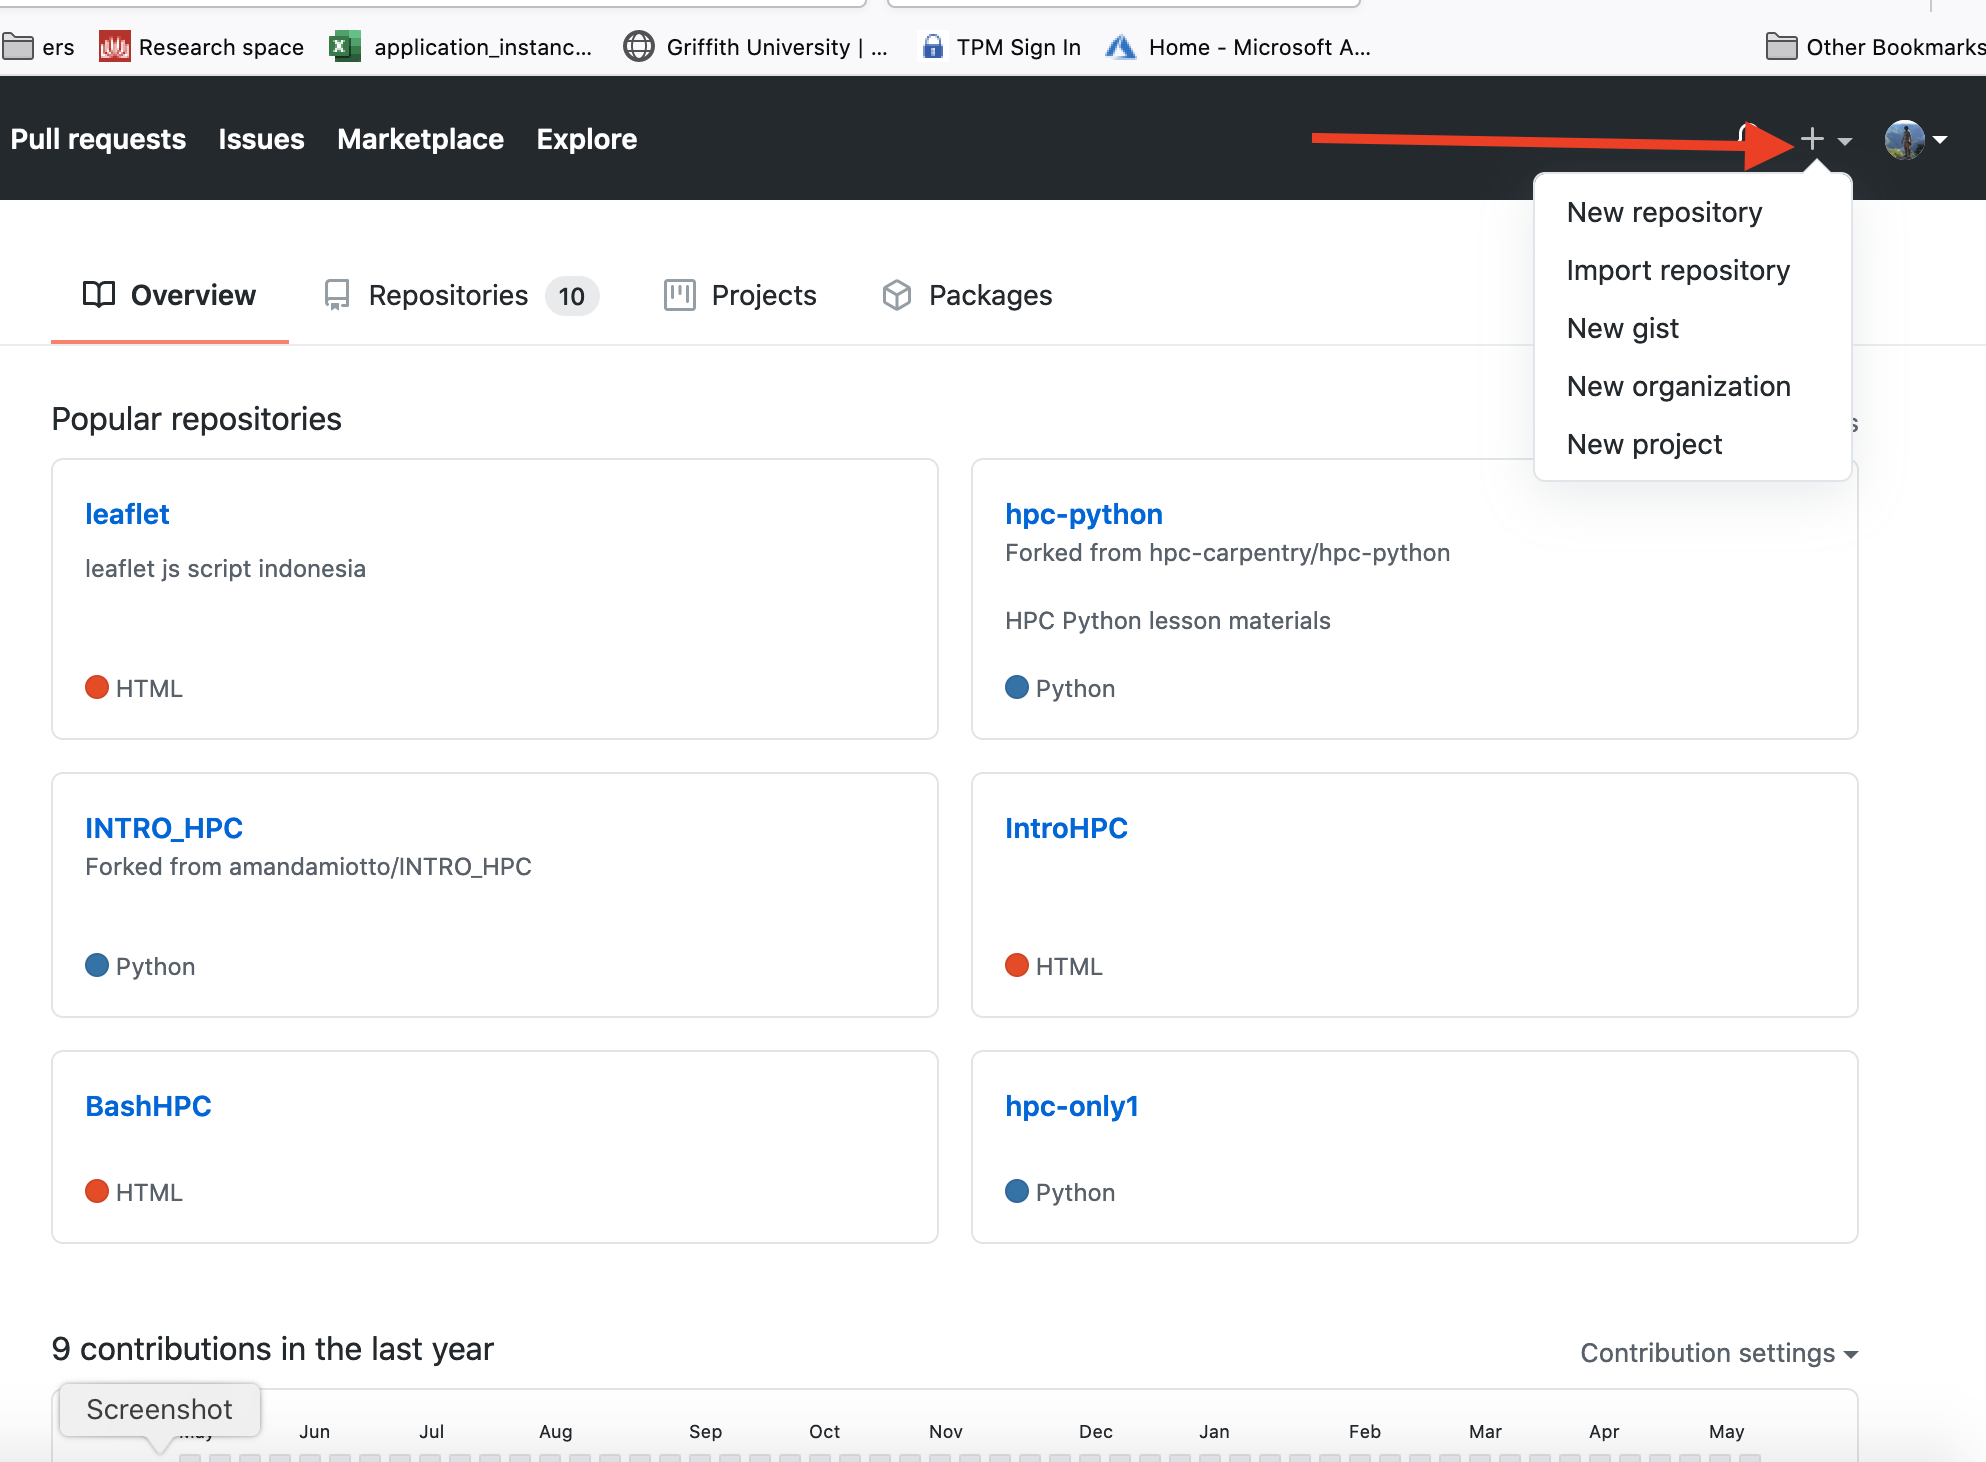 ers Research space application_instanc... Griffith University | ... TPM Sign In Home - Microsoft A... Other Bookmarks
Pull requests Issues Marketplace Explore
New repository
Import repository
New gist
New organization
New project
Overview Repositories 10 Projects Packages
Popular repositories
leaflet
leaflet js script indonesia
HTML
hpc-python
Forked from hpc-carpentry/hpc-python
HPC Python lesson materials
Python
INTRO_HPC
Forked from amandamiotto/INTRO_HPC
Python
IntroHPC
HTML
BashHPC
HTML
hpc-only1
Python
9 contributions in the last year
Contribution settings
Screenshot
May Jun Jul Aug Sep Oct Nov Dec Jan Feb Mar Apr May